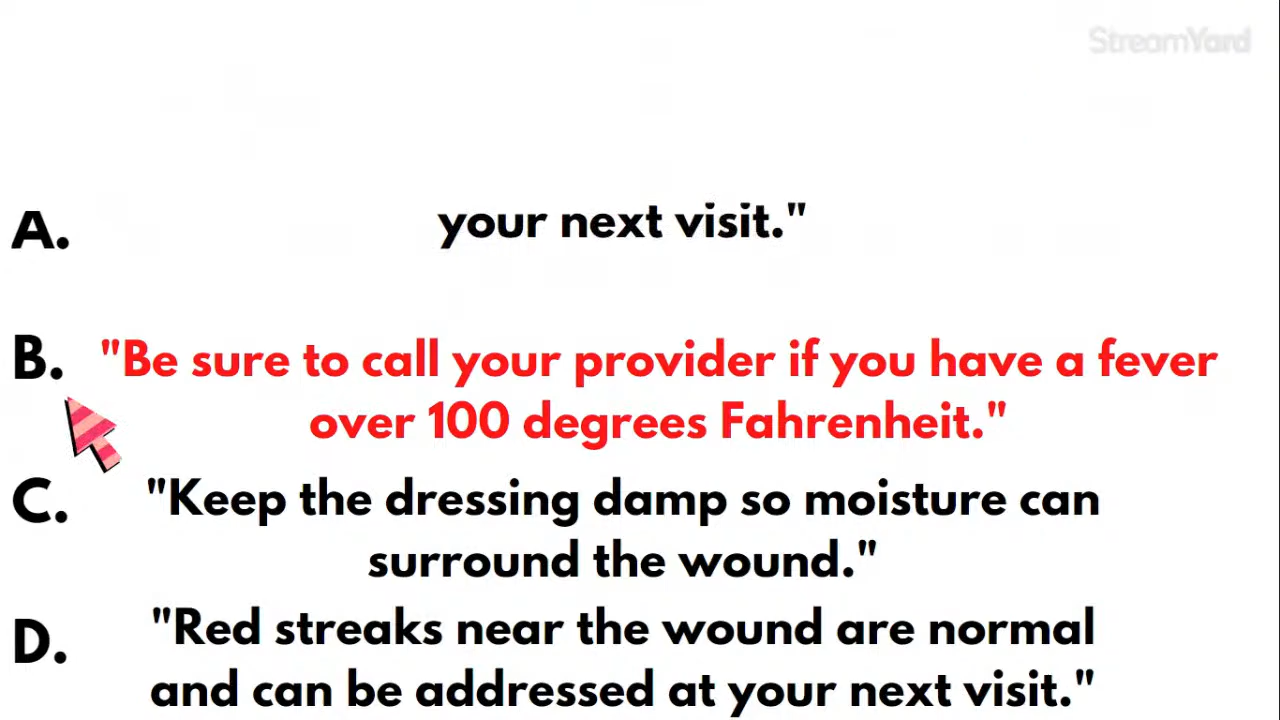 StreamYard
A. your next visit."
B. "Be sure to call your provider if you have a fever
over 100 degrees Fahrenheit."
C. "Keep the dressing damp so moisture can
surround the wound."
D. "Red streaks near the wound are normal
and can be addressed at your next visit."